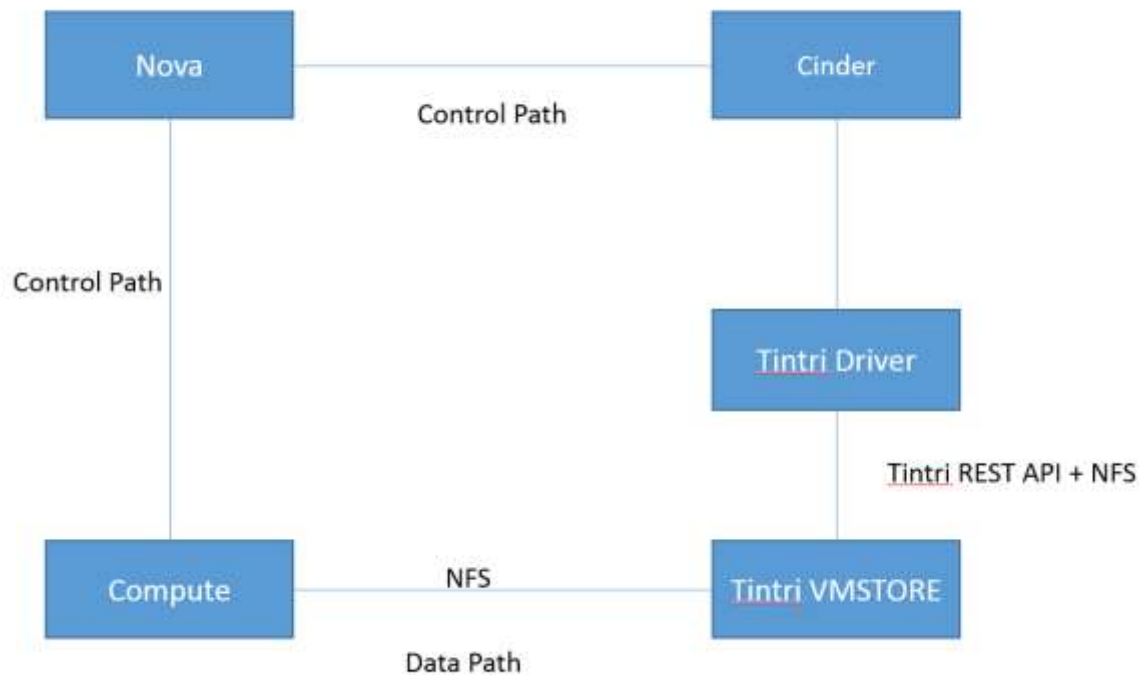 Nova
Cinder
Control Path
Control Path
Tintri Driver
Tintri REST API + NFS
Compute
NFS
Tintri VMSTORE
Data Path